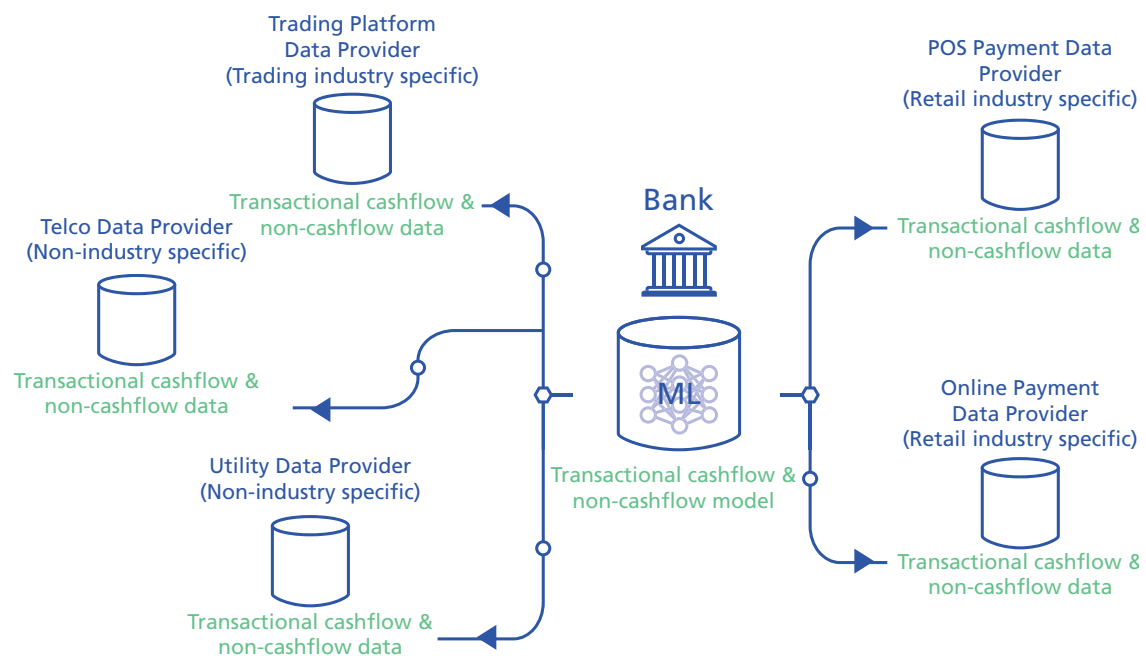 Trading Platform
Data Provider
(Trading industry specific)
Transactional cashflow &
non-cashflow data
Telco Data Provider
(Non-industry specific)
Transactional cashflow &
non-cashflow data
Utility Data Provider
(Non-industry specific)
Transactional cashflow &
non-cashflow data
Bank
ML
Transactional cashflow &
non-cashflow model
POS Payment Data
Provider
(Retail industry specific)
Transactional cashflow &
non-cashflow data
Online Payment
Data Provider
(Retail industry specific)
Transactional cashflow &
non-cashflow data